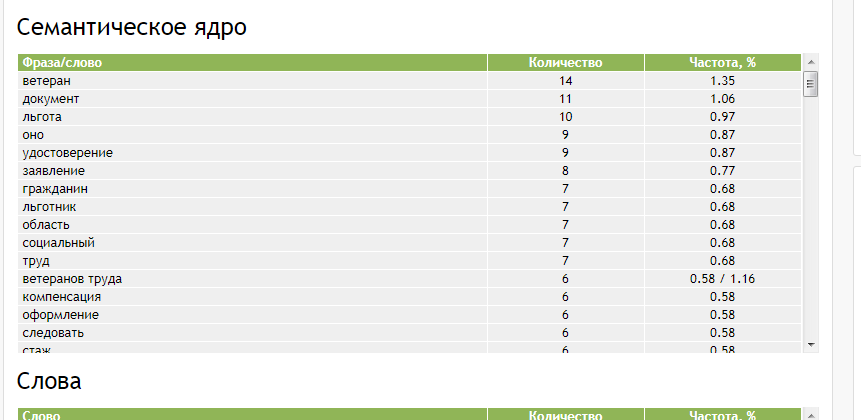 Семантическое ядро
Фраза/слово Количество Частота, %
ветеран 14 1.35
документ 11 1.06
льгота 10 0.97
оно 9 0.87
удостоверение 9 0.87
заявление 8 0.77
гражданин 7 0.68
льготник 7 0.68
область 7 0.68
социальный 7 0.68
труд 7 0.68
ветеранов труда 6 0.58 / 1.16
компенсация 6 0.58
оформление 6 0.58
следовать 6 0.58
стаж 6 0.58
Слова
Слово Количество Частота, %